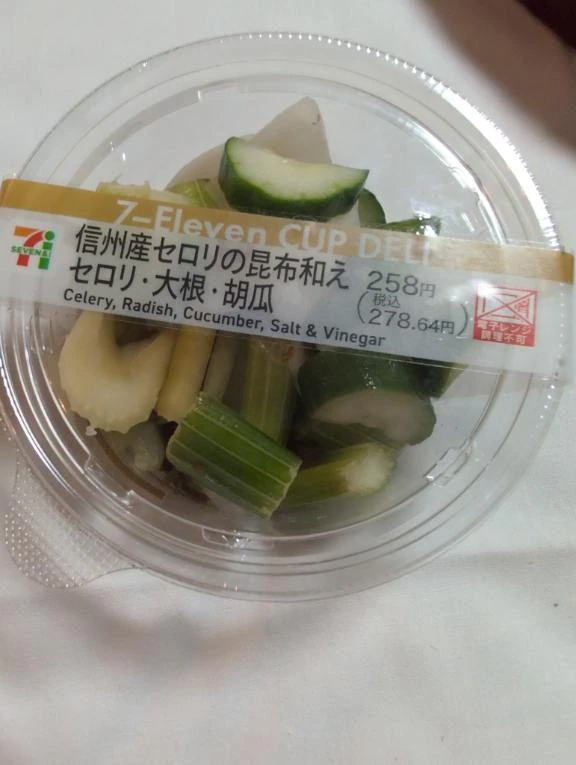 7-Eleven CUP DELI
7
SEVEN&i
信州産セロリの昆布和え
セロリ・大根・胡瓜
Celery, Radish, Cucumber, Salt & Vinegar
258円
税込
(278.64円)
電子レンジ
調理不可